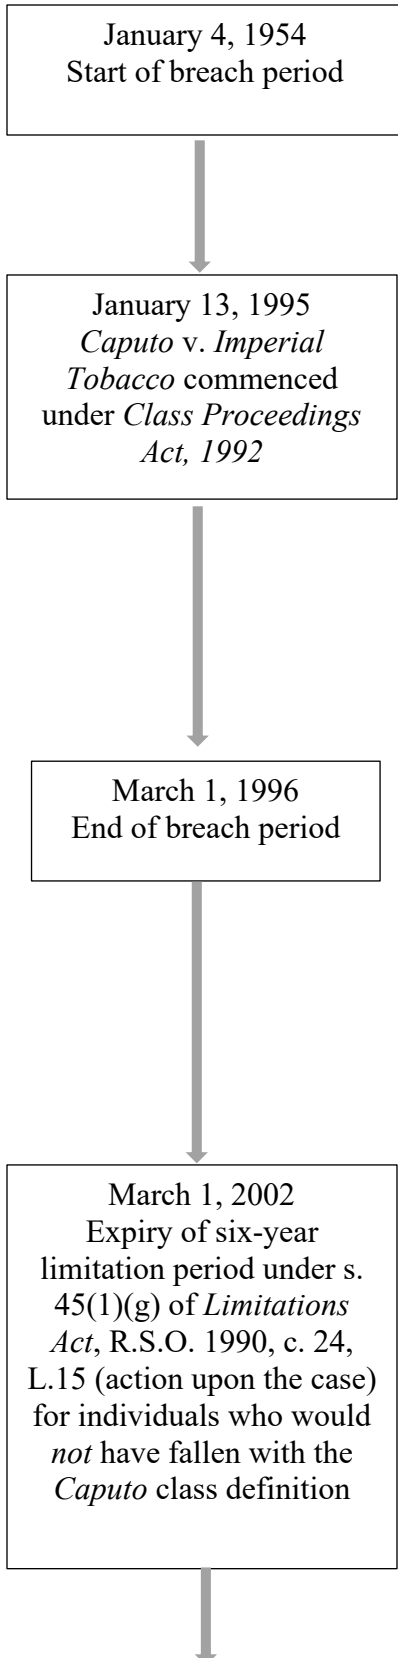 January 4, 1954
Start of breach period
January 13, 1995
Caputo v. Imperial
Tobacco commenced
under Class Proceedings
Act, 1992
March 1, 1996
End of breach period
March 1, 2002
Expiry of six-year
limitation period under s.
45(1)(g) of Limitations
Act, R.S.O. 1990, c. 24,
L.15 (action upon the case)
for individuals who would
not have fallen with the
Caputo class definition